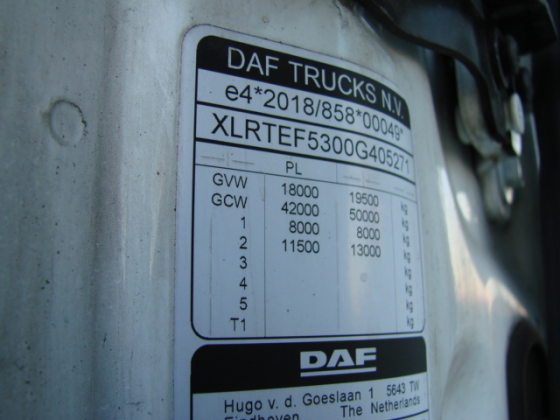 DAF TRUCKS N.V.
e4*2018/858*00049*
XLRTEF5300G405271
PL
GVW 18000 19500 kg
GCW 42000 50000 kg
1 8000 8000 kg
2 11500 13000 kg
3 kg
4 kg
5 kg
T1 kg
DAF
Hugo v. d. Goeslaan 1 5643 TW
Eindhoven The Netherlands